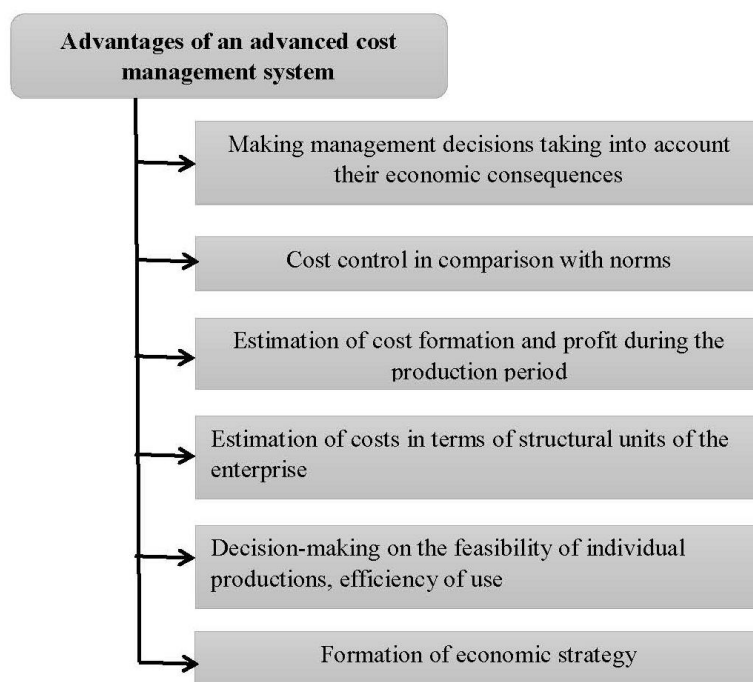 Advantages of an advanced cost
management system
Making management decisions taking into account
their economic consequences
Cost control in comparison with norms
Estimation of cost formation and profit during the
production period
Estimation of costs in terms of structural units of the
enterprise
Decision-making on the feasibility of individual
productions, efficiency of use
Formation of economic strategy